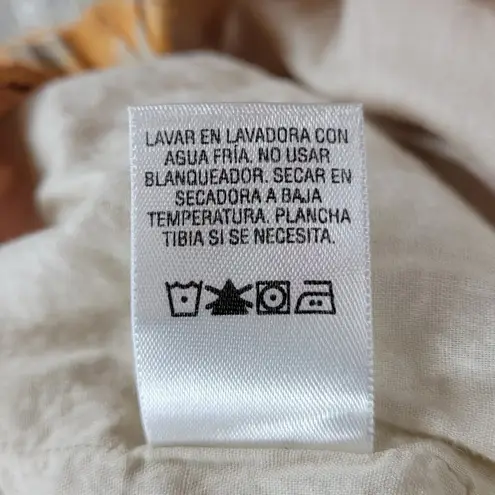 LAVAR EN LAVADORA CON
AGUA FRÍA. NO USAR
BLANQUEADOR. SECAR EN
SECADORA A BAJA
TEMPERATURA. PLANCHA
TIBIA SI SE NECESITA.